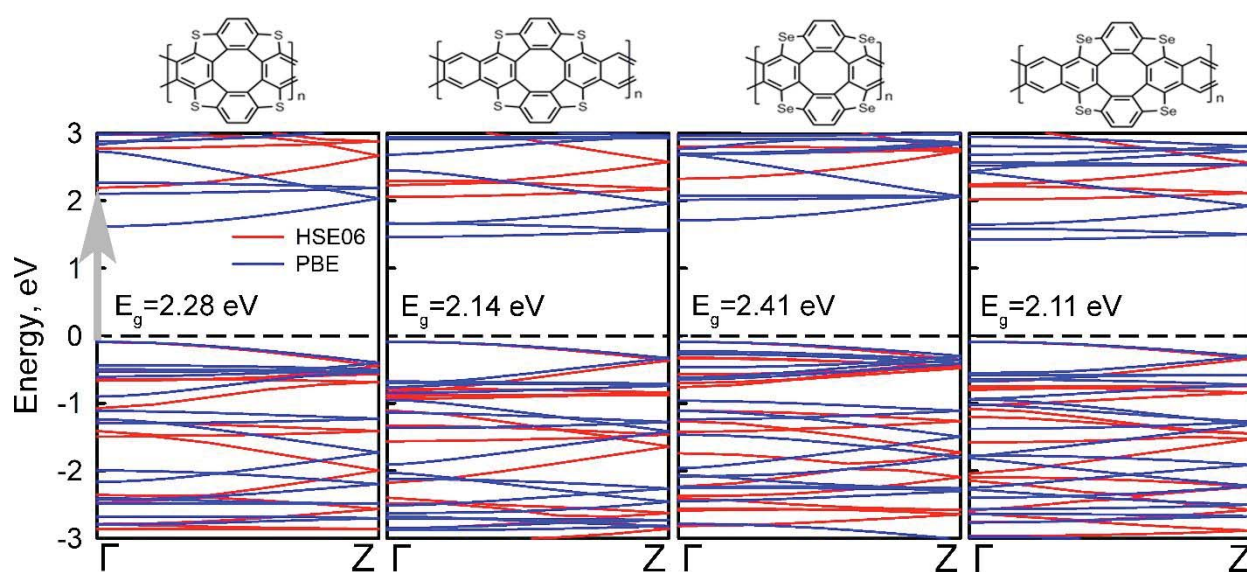 S S S S Se Se Se Se
S S S S Se Se Se Se
n n n n
3
2
1
0
-1
-2
-3
Energy, eV
HSE06
PBE
E_g=2.28 eV E_g=2.14 eV E_g=2.41 eV E_g=2.11 eV
Γ Z Γ Z Γ Z Γ Z